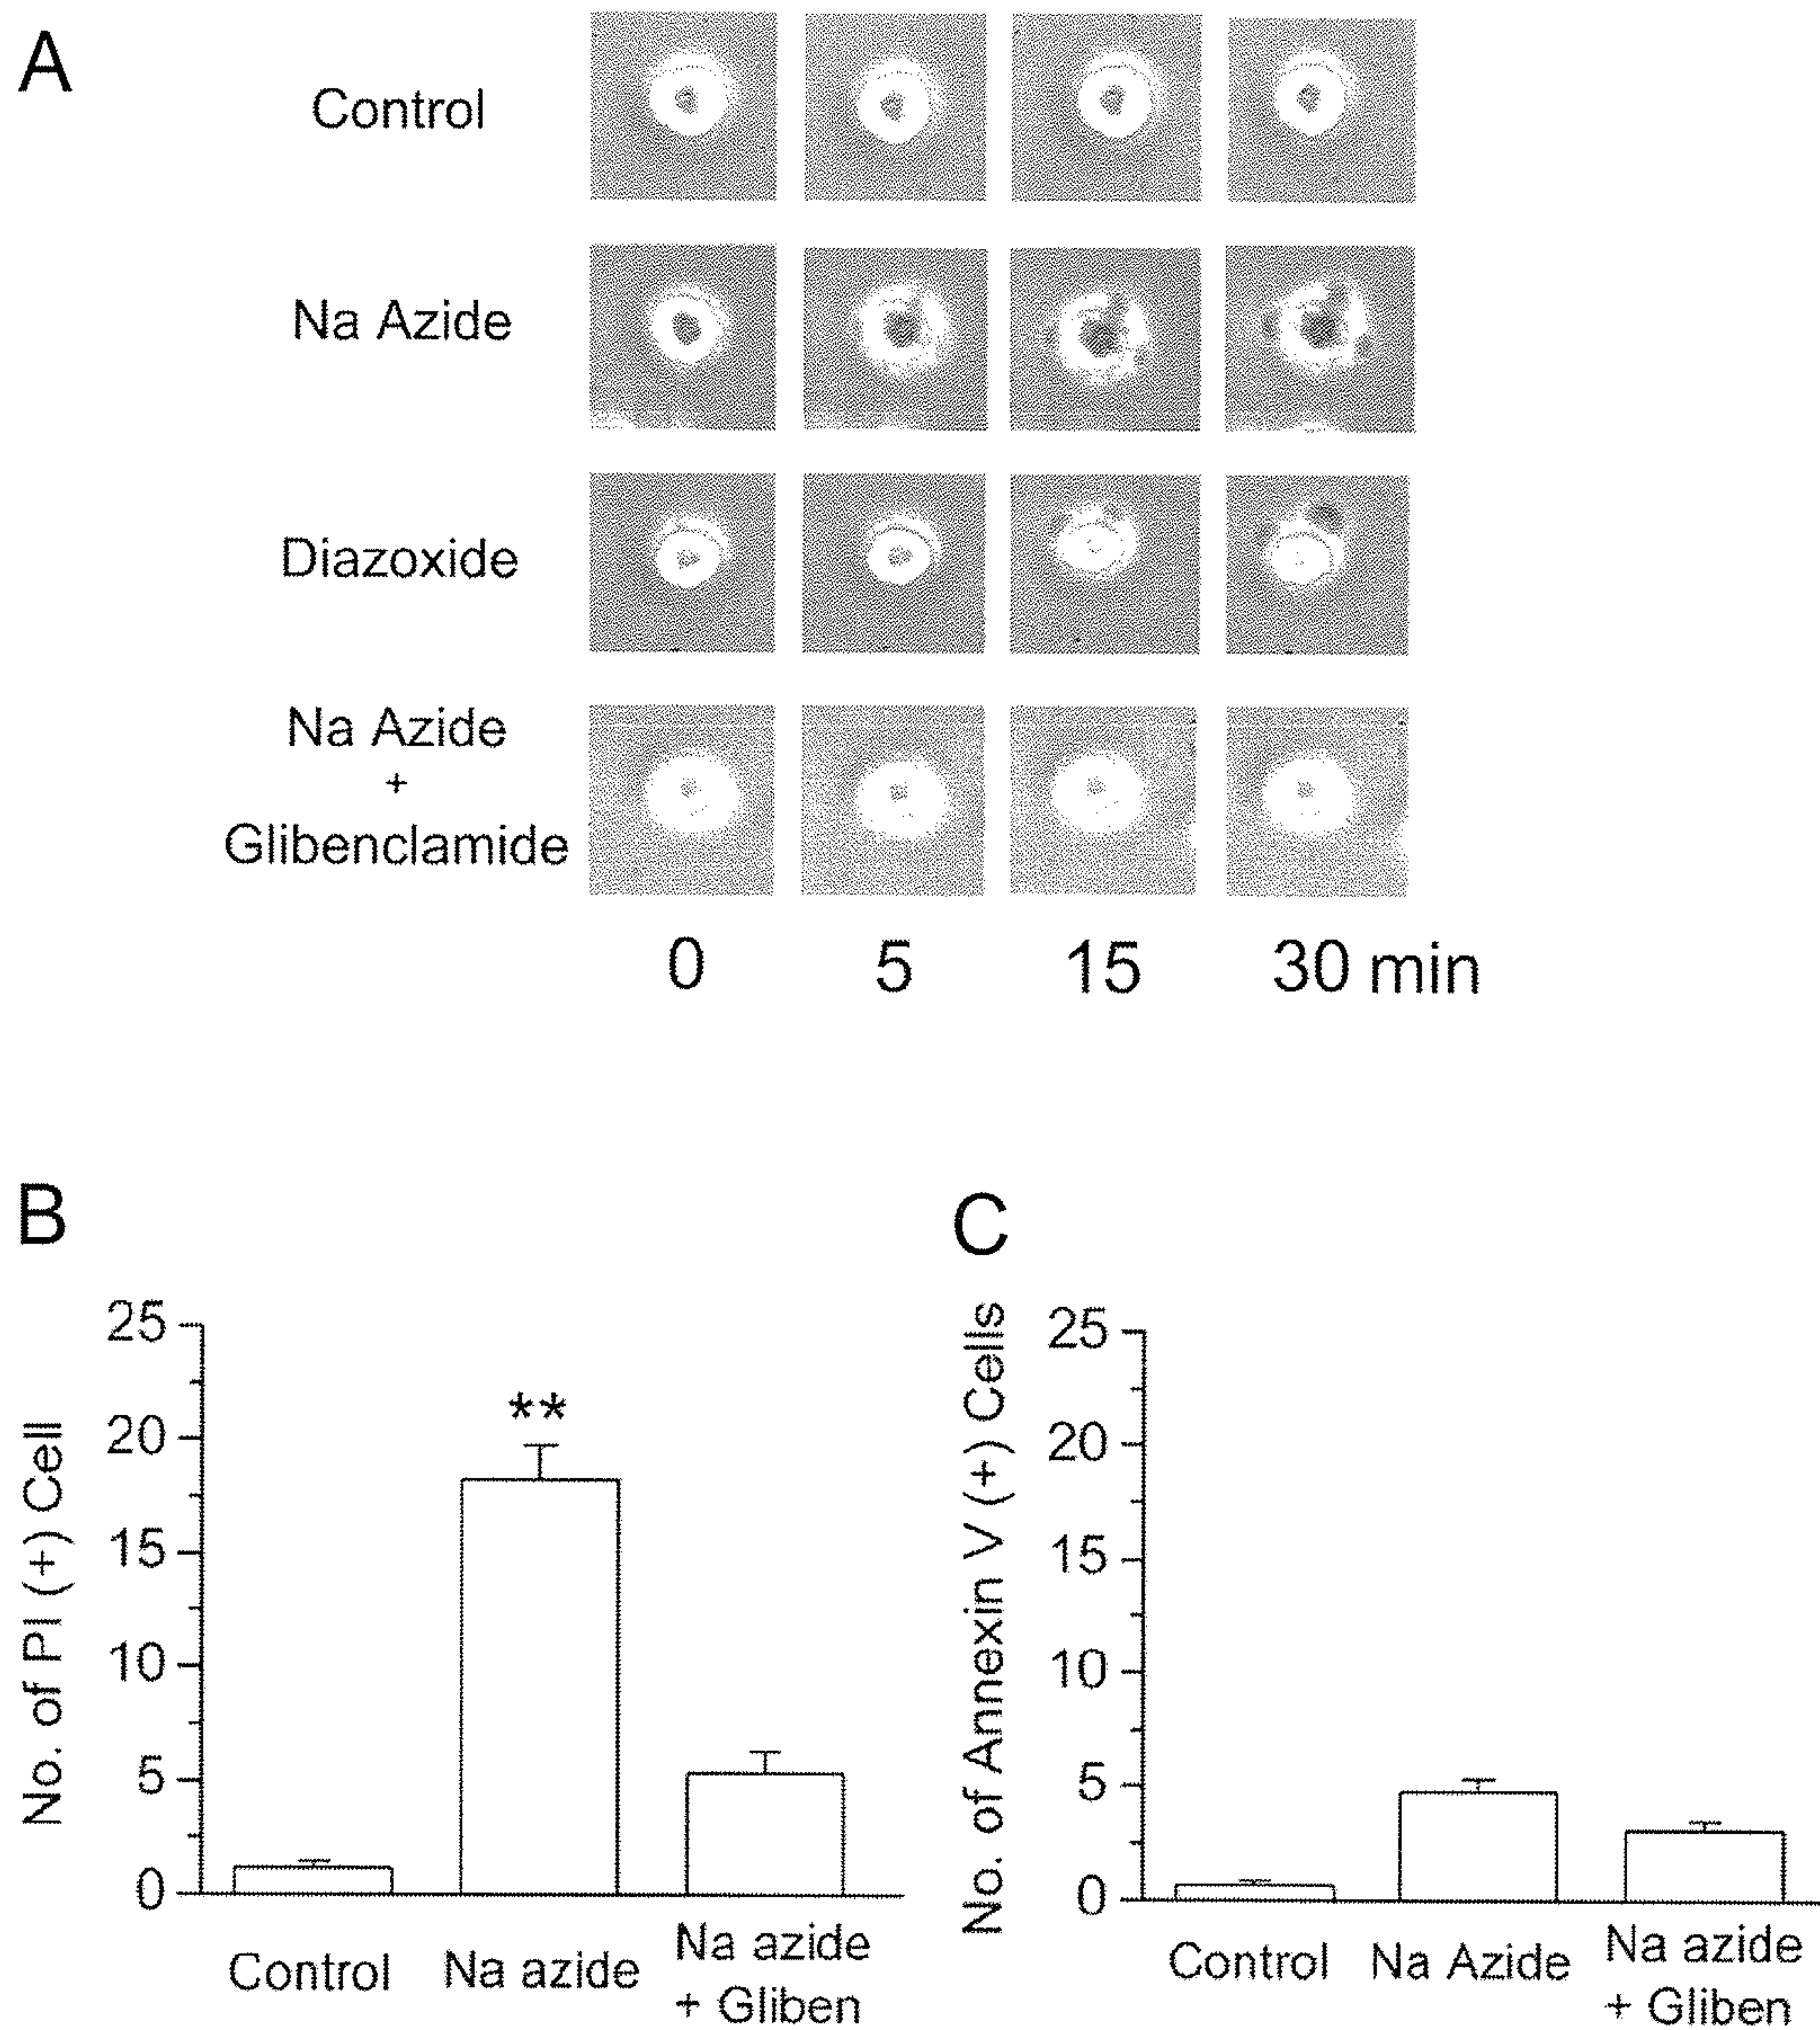 A
Control
Na Azide
Diazoxide
Na Azide
+
Glibenclamide
0 5 15 30 min
B
No. of PI (+) Cell
25
20
15
10
5
0
**
Control
Na azide
Na azide
+ Gliben
C
No. of Annexin V (+) Cells
25
20
15
10
5
0
Control
Na Azide
Na azide
+ Gliben